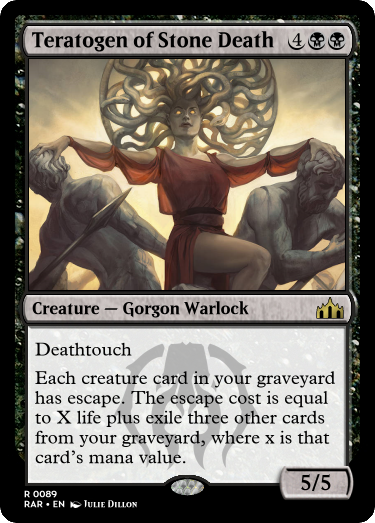 Teratogen of Stone Death 4
Creature — Gorgon Warlock
Deathtouch
Each creature card in your graveyard
has escape. The escape cost is equal
to X life plus exile three other cards
from your graveyard, where x is that
card's mana value.
5/5
R 0089
RAR • EN JULIE DILLON